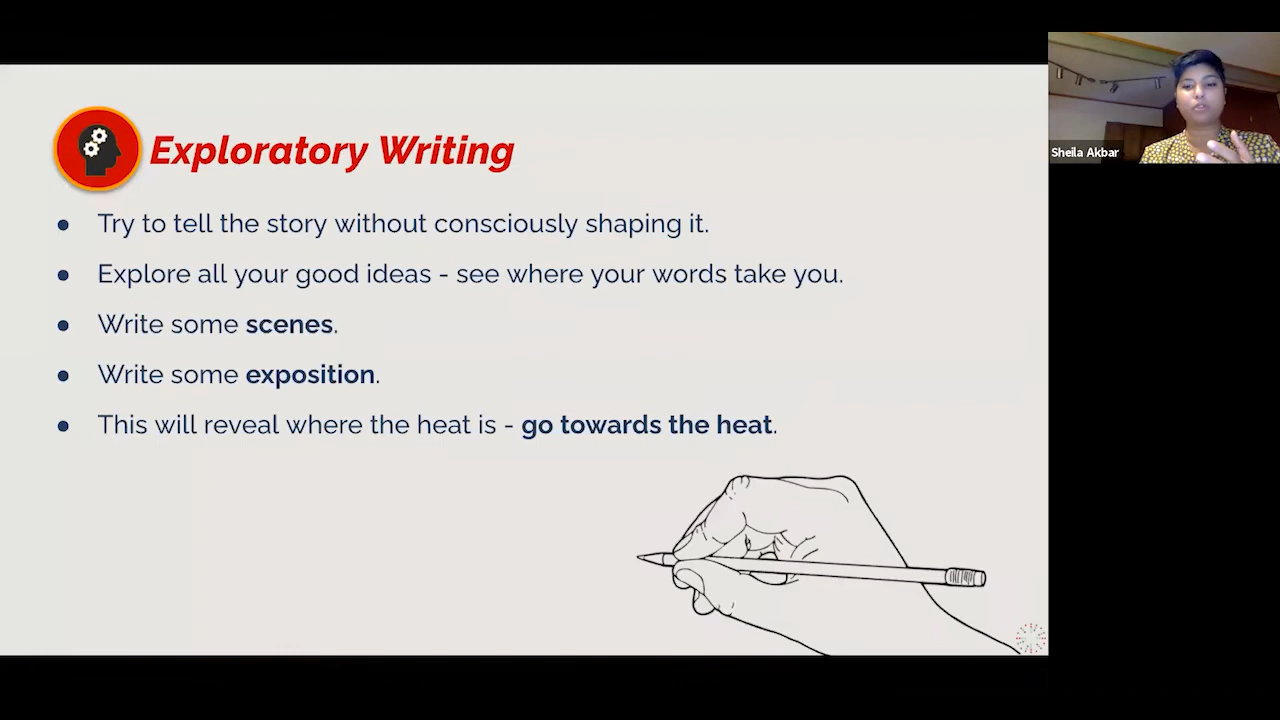 Exploratory Writing
● Try to tell the story without consciously shaping it.
● Explore all your good ideas - see where your words take you.
● Write some scenes.
● Write some exposition.
● This will reveal where the heat is - go towards the heat.
Sheila Akbar